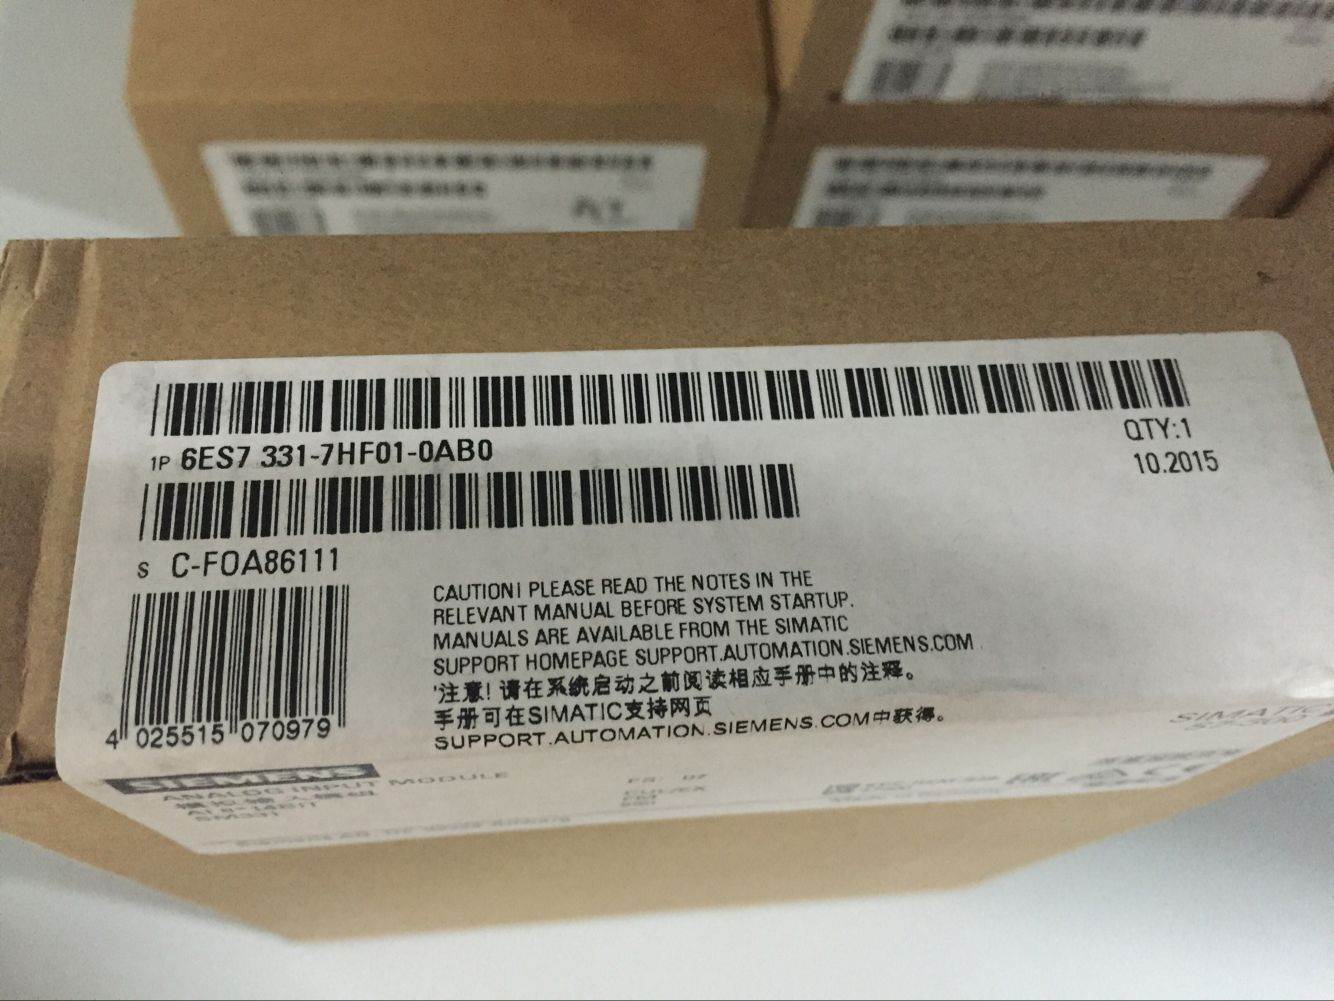 1P 6ES7 331-7HF01-0AB0
QTY:1
10.2015
S C-F0A86111
4 025515 070979
CAUTION! PLEASE READ THE NOTES IN THE
RELEVANT MANUAL BEFORE SYSTEM STARTUP.
MANUALS ARE AVAILABLE FROM THE SIMATIC
SUPPORT HOMEPAGE SUPPORT.AUTOMATION.SIEMENS.COM
注意! 请在系统启动之前阅读相应手册中的注释。
手册可在SIMATIC支持网页
SUPPORT.AUTOMATION.SIEMENS.COM中获得。
SIMATIC
SIEMENS
ANALOG INPUT MODULE
SM331